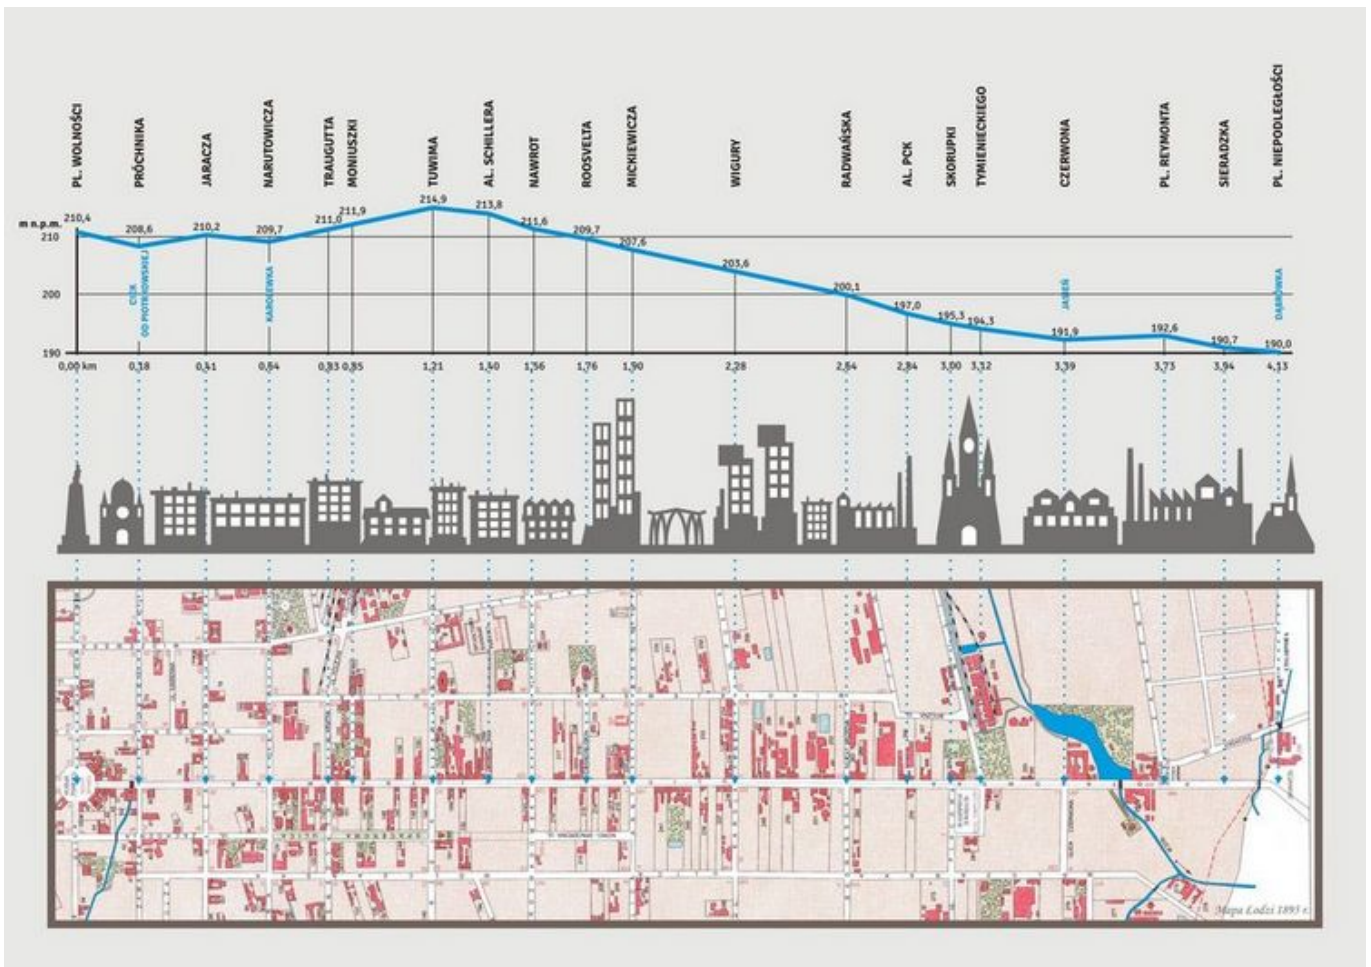 PL. WOLNOŚCI
PRÓCHNIKA
JARACZA
NARUTOWICZA
TRAUGUTTA
MONIUSZKI
TUWIMA
AL. SCHILLERA
NAWROT
ROOSVELTA
MICKIEWICZA
WIGURY
RADWAŃSKA
AL. PCK
SKORUPKI
TYMIENIECKIEGO
CZERWONA
PL. REYMONTA
SIERADZKA
PL. NIEPODLEGŁOŚCI
m n.p.m.
210,4
208,6
210,2
209,7
211,0
211,9
214,9
213,8
211,6
209,7
207,6
203,6
200,1
197,0
195,3
194,3
191,9
192,6
190,7
190,0
210
200
190
CIEK
OD PIOTRKOWSKIEJ
KAROLEWKA
JASIEŃ
DĄBRÓWKA
0,00 km
0,18
0,41
0,54
0,83
0,85
1,21
1,40
1,56
1,76
1,90
2,28
2,64
2,84
3,00
3,12
3,39
3,73
3,94
4,13
Mapa Łodzi 1893 r.